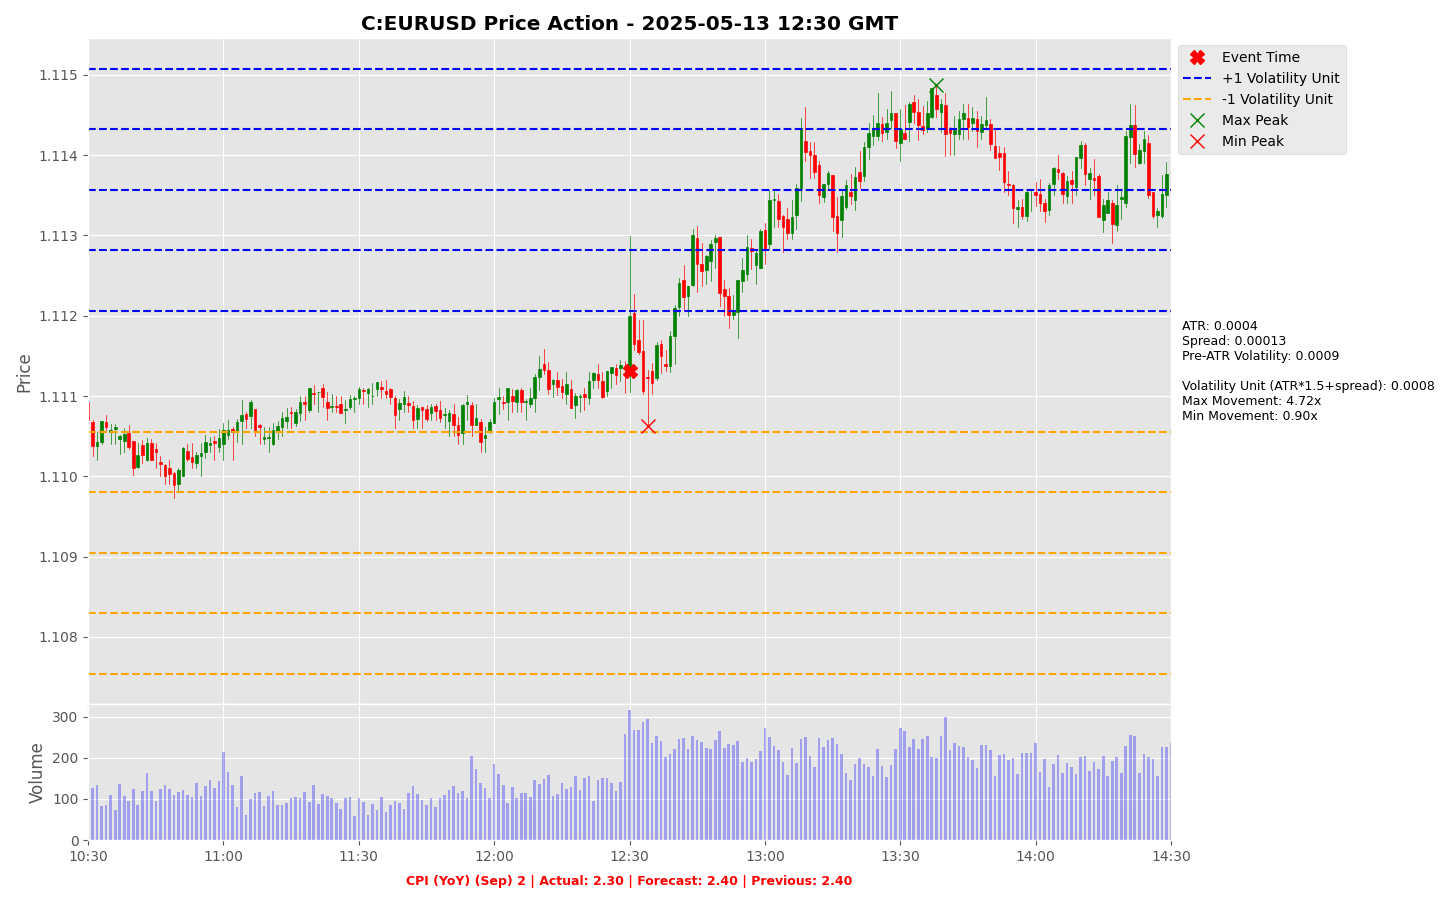 C:EURUSD Price Action - 2025-05-13 12:30 GMT
Event Time
+1 Volatility Unit
-1 Volatility Unit
Max Peak
Min Peak
1.115
1.114
1.113
1.112
1.111
1.110
1.109
1.108
Price
ATR: 0.0004
Spread: 0.00013
Pre-ATR Volatility: 0.0009
Volatility Unit (ATR*1.5+spread): 0.0008
Max Movement: 4.72x
Min Movement: 0.90x
300
200
100
0
Volume
10:30 11:00 11:30 12:00 12:30 13:00 13:30 14:00 14:30
CPI (YoY) (Sep) 2 | Actual: 2.30 | Forecast: 2.40 | Previous: 2.40